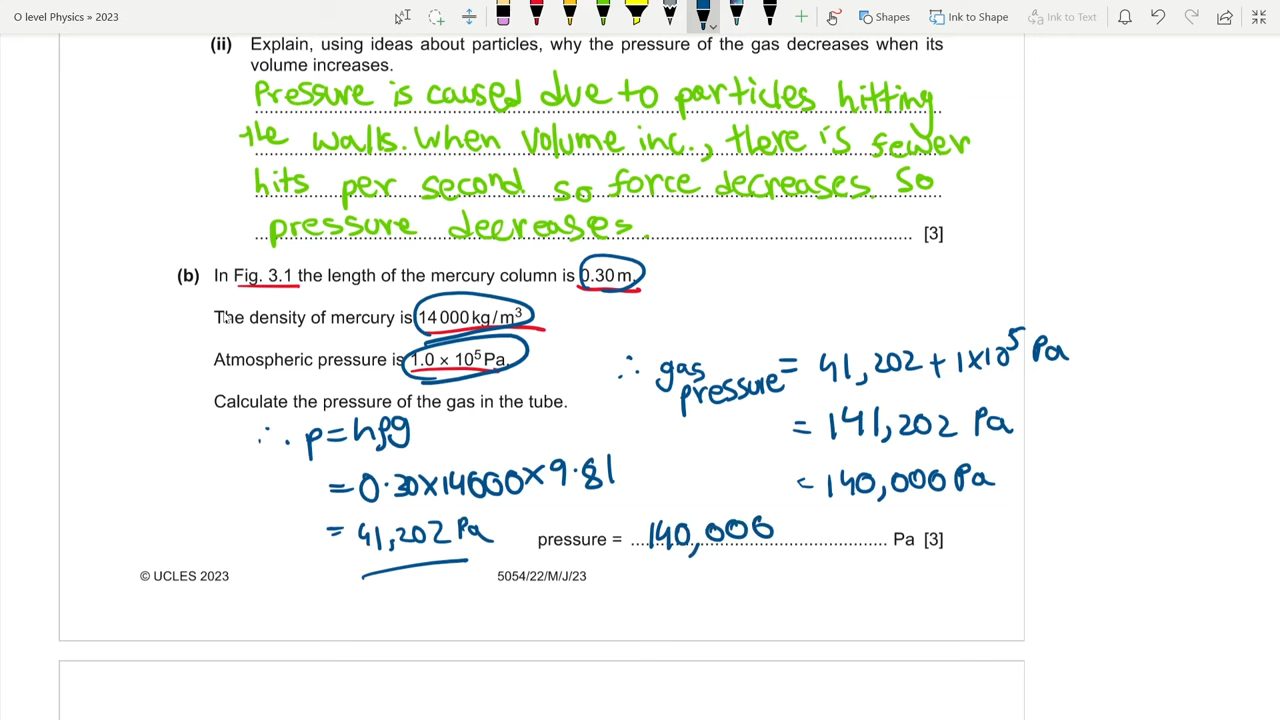 O level Physics » 2023
Shapes
Ink to Shape
Ink to Text
(ii) Explain, using ideas about particles, why the pressure of the gas decreases when its
volume increases.
Pressure is caused due to particles hitting
the walls. When volume inc., there is fewer
hits per second so force decreases so
pressure decreases.
[3]
(b) In Fig. 3.1 the length of the mercury column is 0.30 m.
The density of mercury is 14 000 kg / m³
Atmospheric pressure is 1.0 × 10⁵ Pa.
Calculate the pressure of the gas in the tube.
∴ p = hρg
= 0.30 × 14000 × 9.81
= 41,202 Pa
∴ gas pressure = 41,202 + 1 × 10⁵ Pa
= 141,202 Pa
= 140,000 Pa
pressure = 140,000 Pa [3]
© UCLES 2023
5054/22/M/J/23